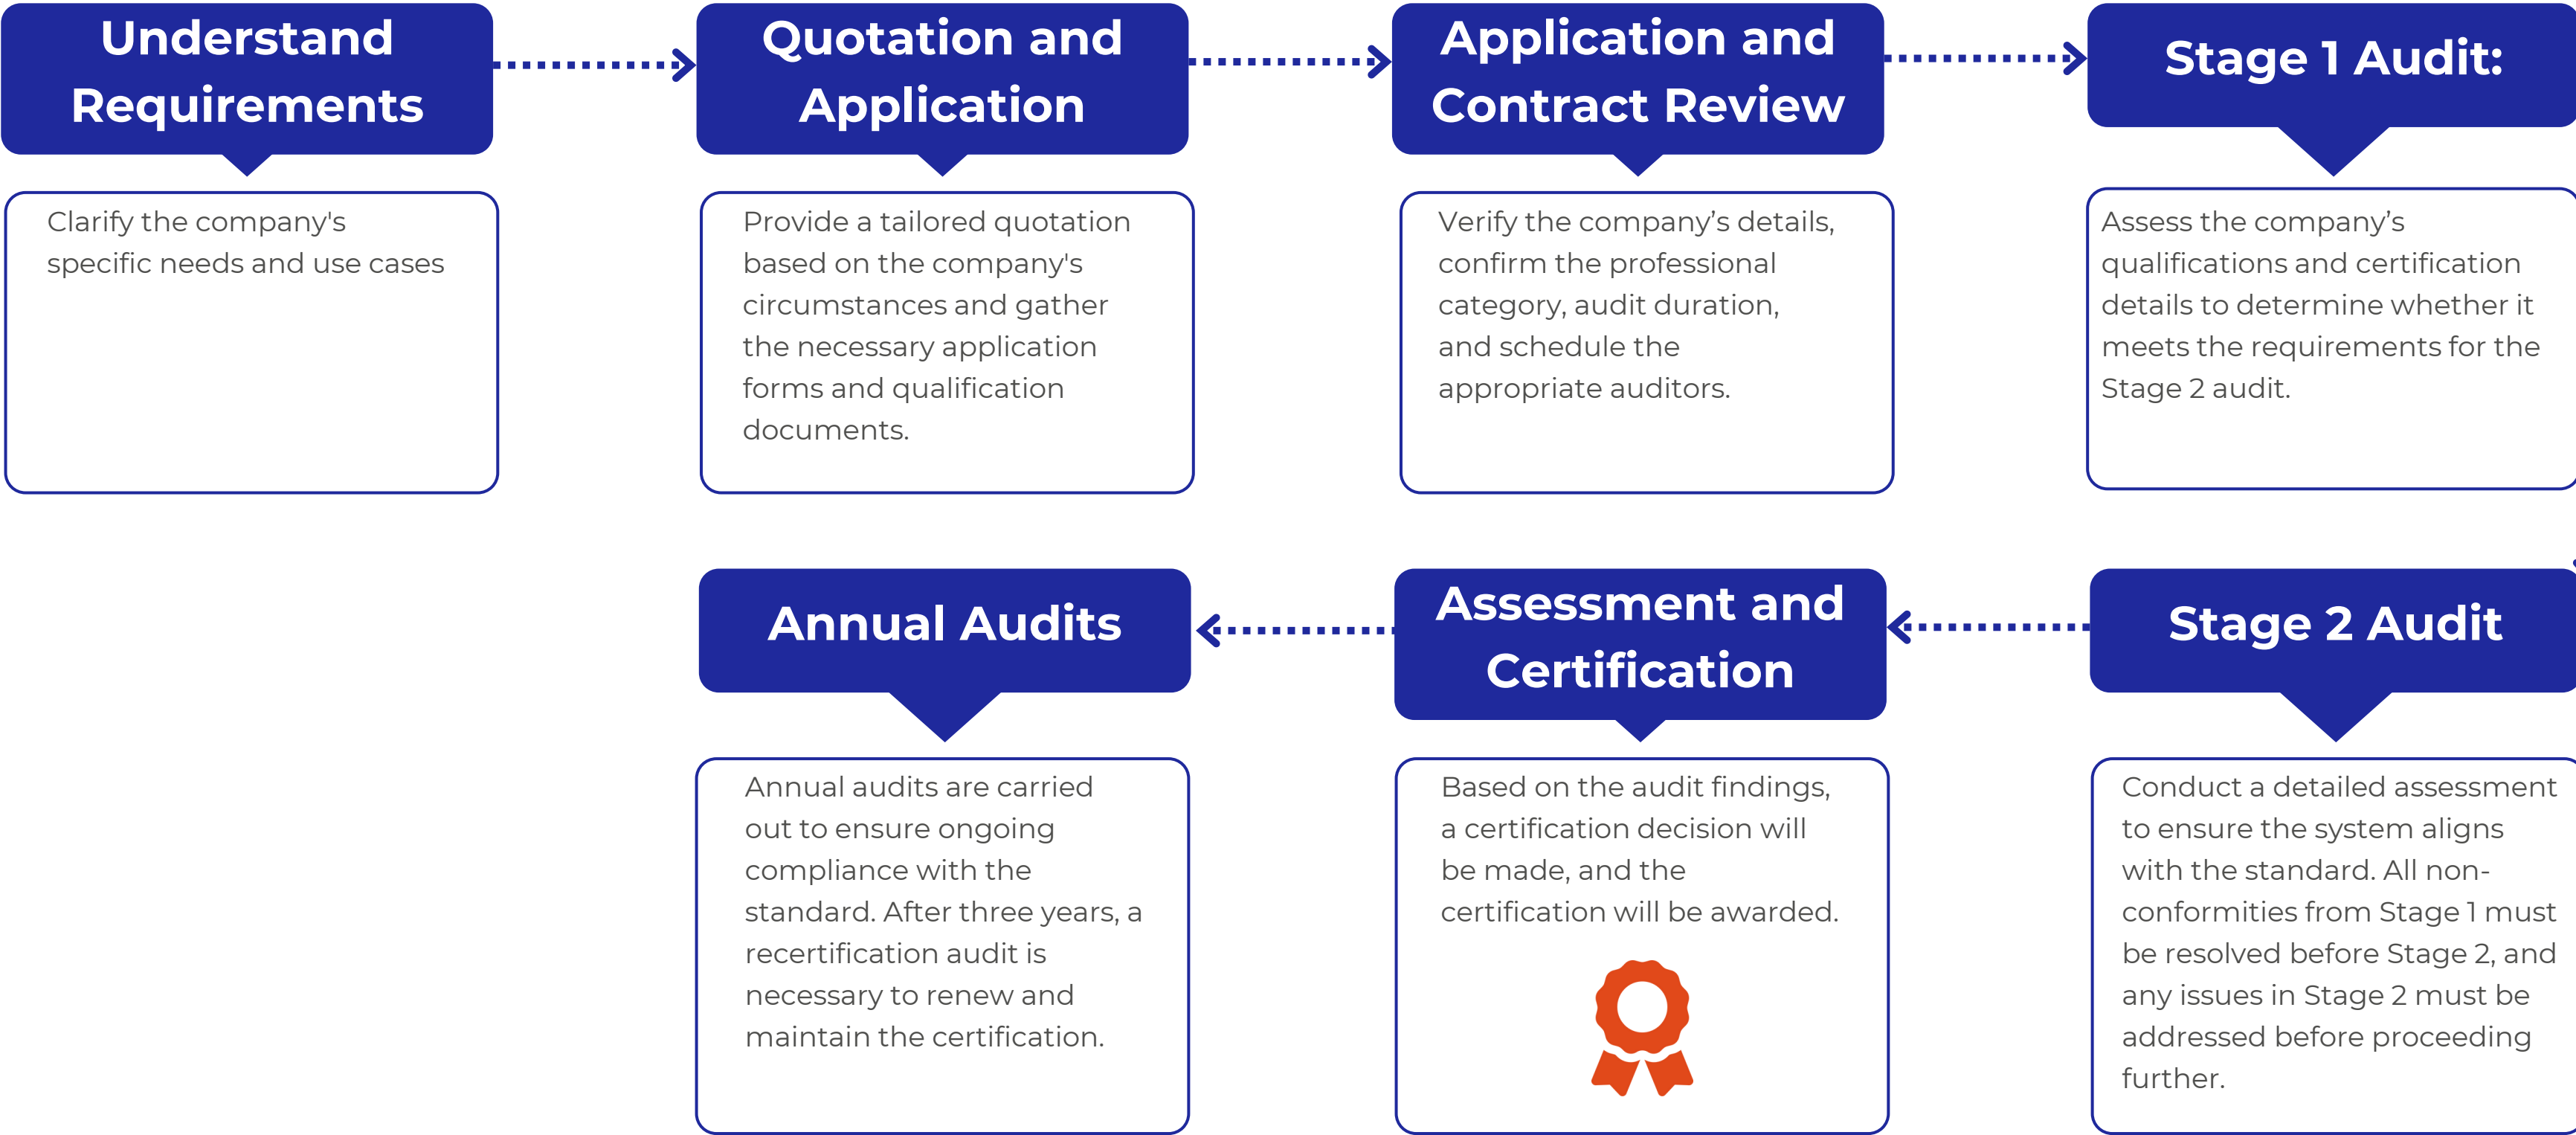 Understand
Requirements
Clarify the company's
specific needs and use cases
Quotation and
Application
Provide a tailored quotation
based on the company's
circumstances and gather
the necessary application
forms and qualification
documents.
Application and
Contract Review
Verify the company’s details,
confirm the professional
category, audit duration,
and schedule the
appropriate auditors.
Stage 1 Audit:
Assess the company’s
qualifications and certification
details to determine whether it
meets the requirements for the
Stage 2 audit.
Stage 2 Audit
Conduct a detailed assessment
to ensure the system aligns
with the standard. All non-
conformities from Stage 1 must
be resolved before Stage 2, and
any issues in Stage 2 must be
addressed before proceeding
further.
Assessment and
Certification
Based on the audit findings,
a certification decision will
be made, and the
certification will be awarded.
Annual Audits
Annual audits are carried
out to ensure ongoing
compliance with the
standard. After three years, a
recertification audit is
necessary to renew and
maintain the certification.